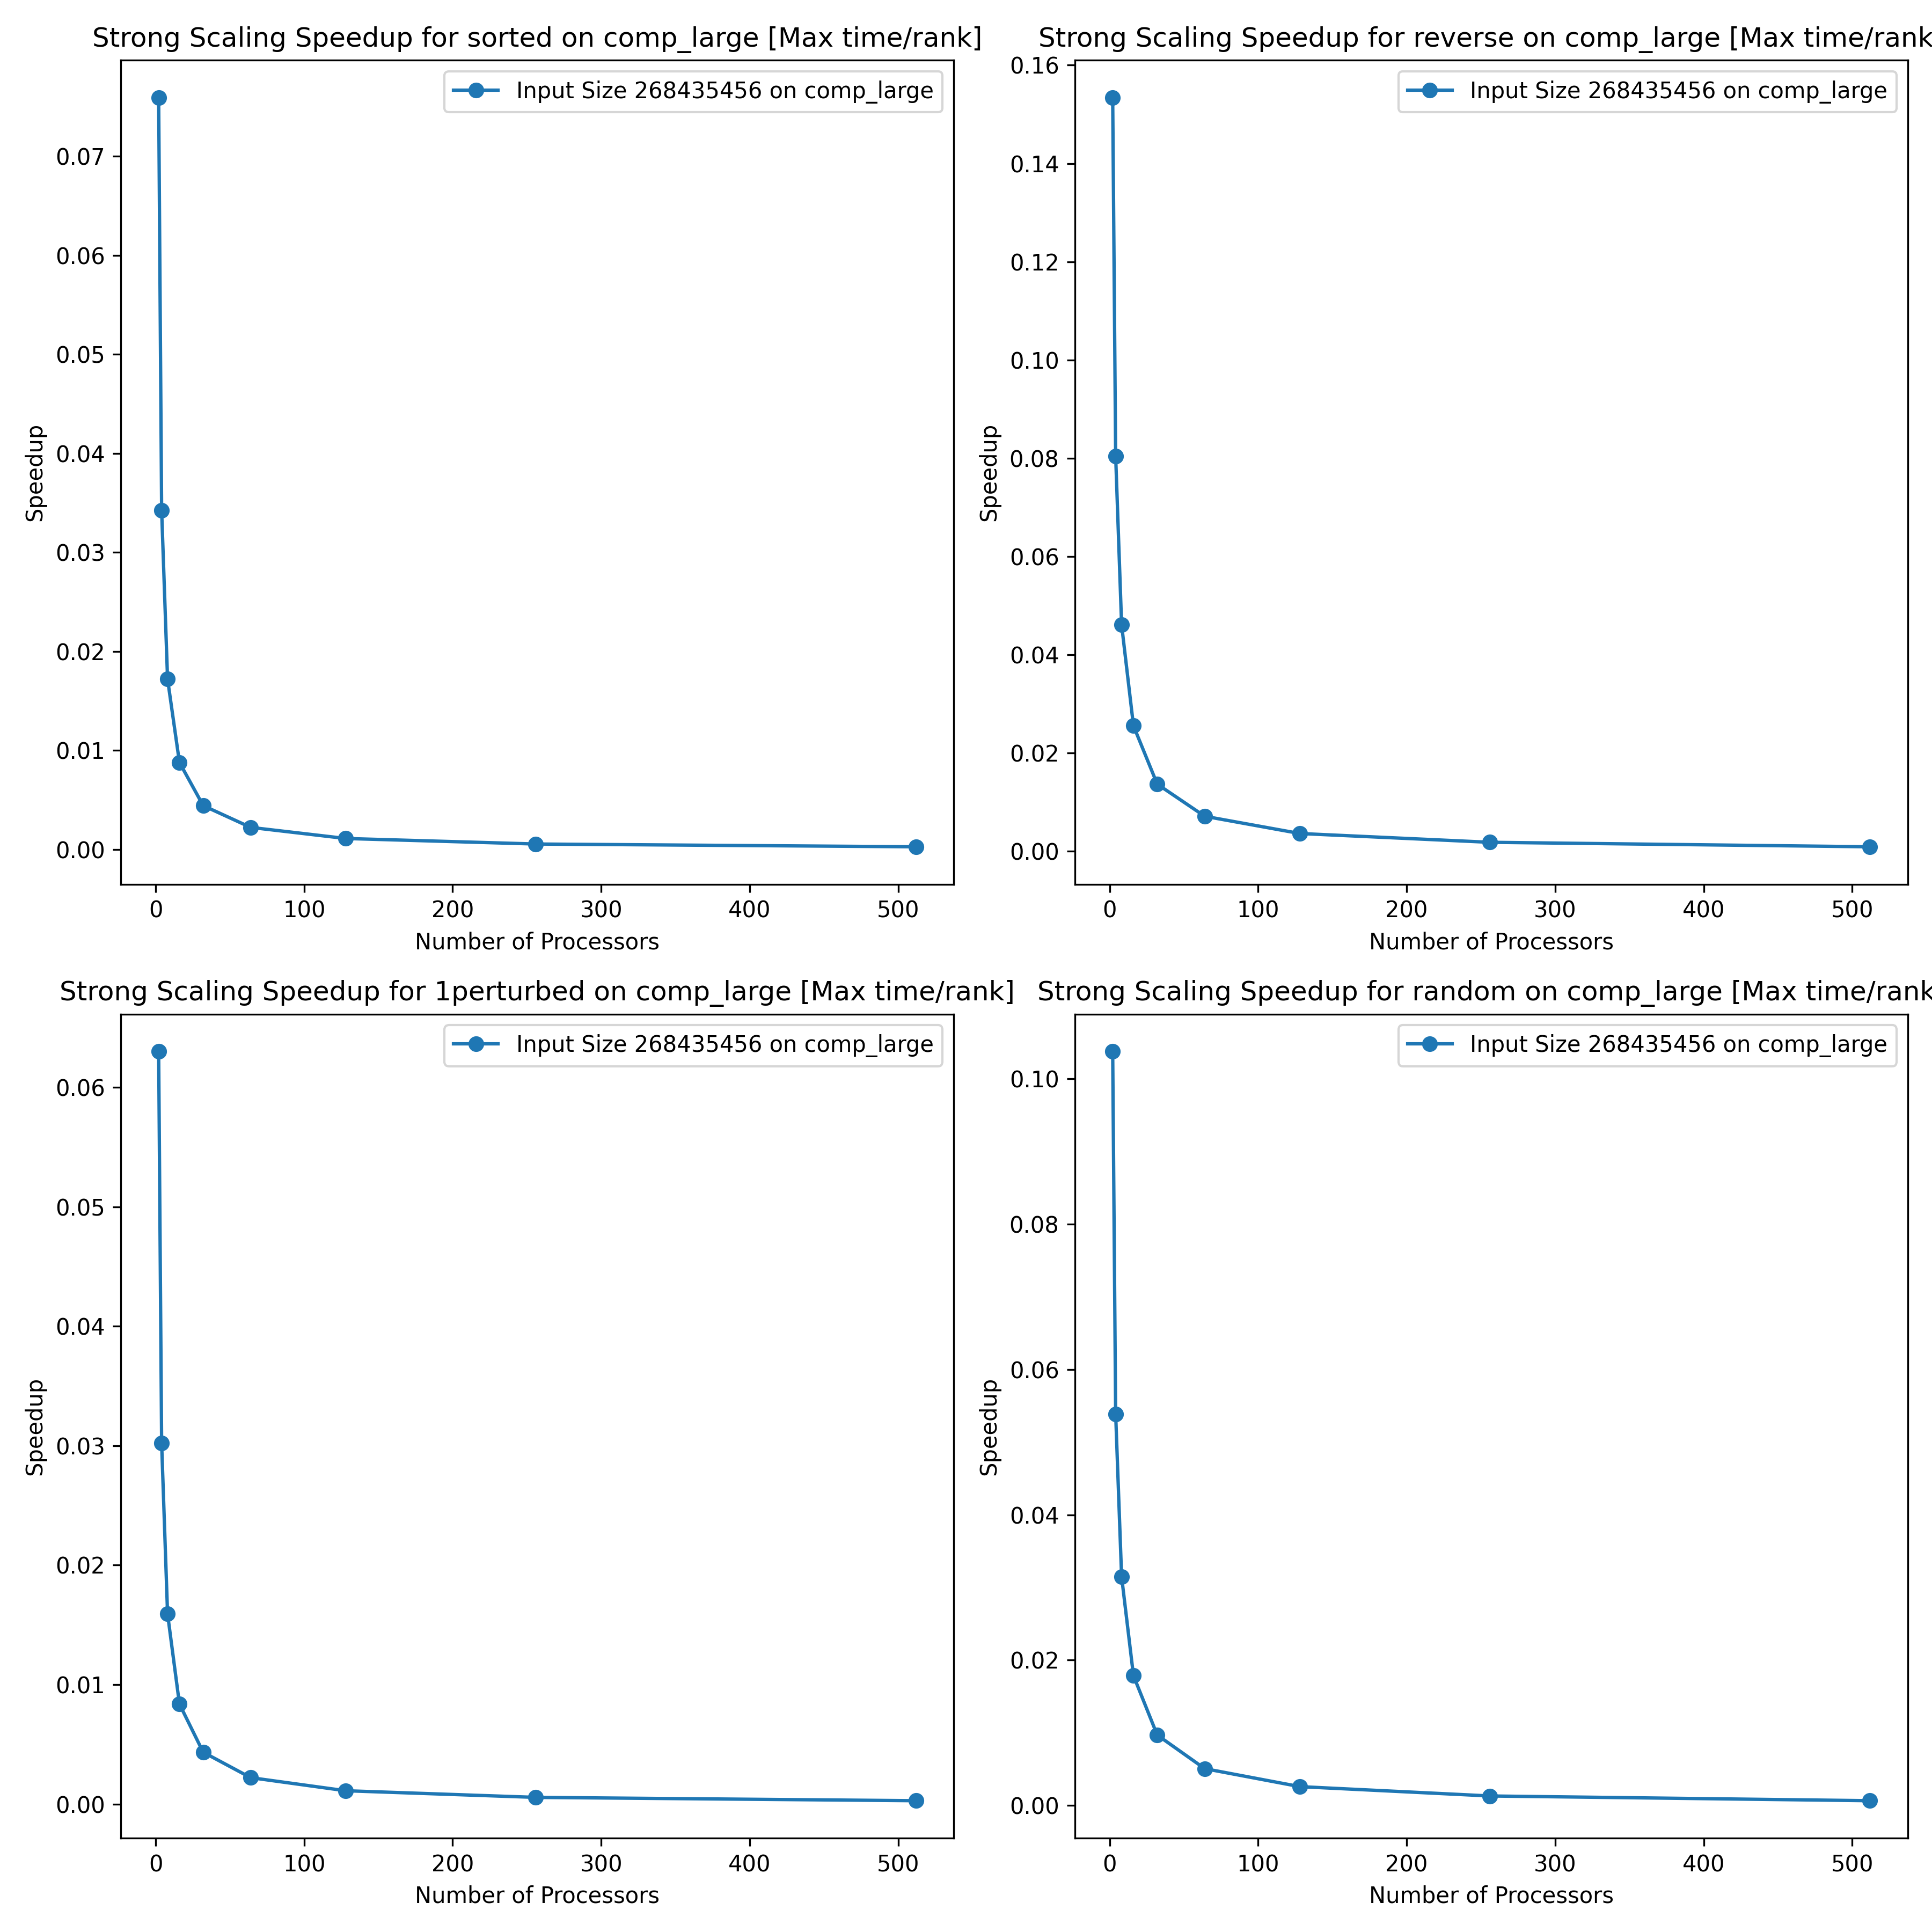 Strong Scaling Speedup for sorted on comp_large [Max time/rank]
Input Size 268435456 on comp_large
0.07
0.06
0.05
0.04
0.03
0.02
0.01
0.00
Speedup
0 100 200 300 400 500
Number of Processors
Strong Scaling Speedup for reverse on comp_large [Max time/rank
Input Size 268435456 on comp_large
0.16
0.14
0.12
0.10
0.08
0.06
0.04
0.02
0.00
Speedup
0 100 200 300 400 500
Number of Processors
Strong Scaling Speedup for 1perturbed on comp_large [Max time/rank]
Input Size 268435456 on comp_large
0.06
0.05
0.04
0.03
0.02
0.01
0.00
Speedup
0 100 200 300 400 500
Number of Processors
Strong Scaling Speedup for random on comp_large [Max time/rank
Input Size 268435456 on comp_large
0.10
0.08
0.06
0.04
0.02
0.00
Speedup
0 100 200 300 400 500
Number of Processors